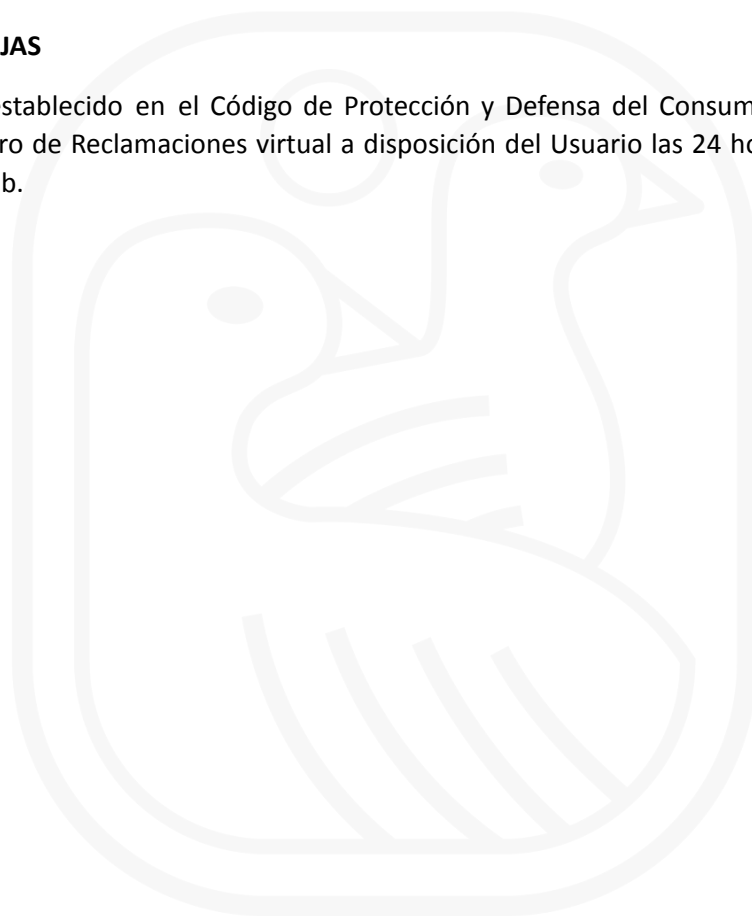 JAS
stablecido en el Código de Protección y Defensa del Consum
ro de Reclamaciones virtual a disposición del Usuario las 24 ho
b.